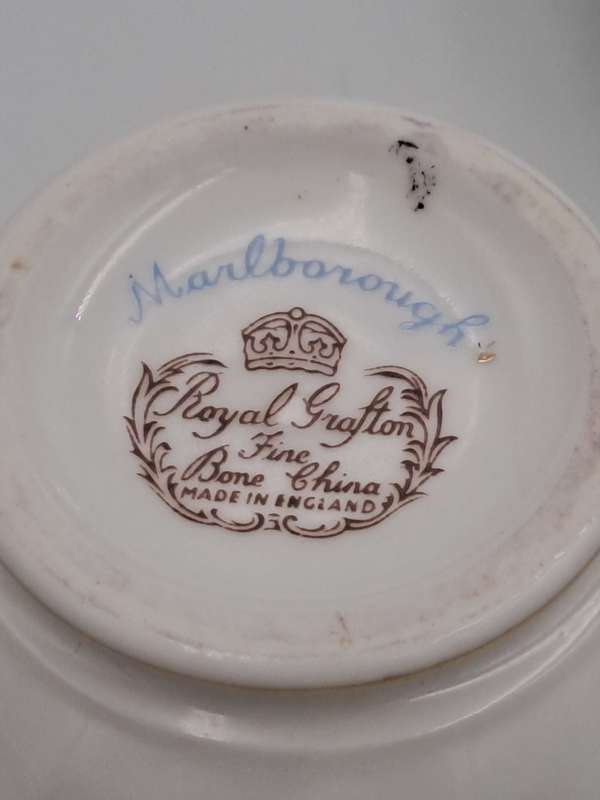 Marlborough
Royal Grafton
Fine
Bone China
MADE IN ENGLAND